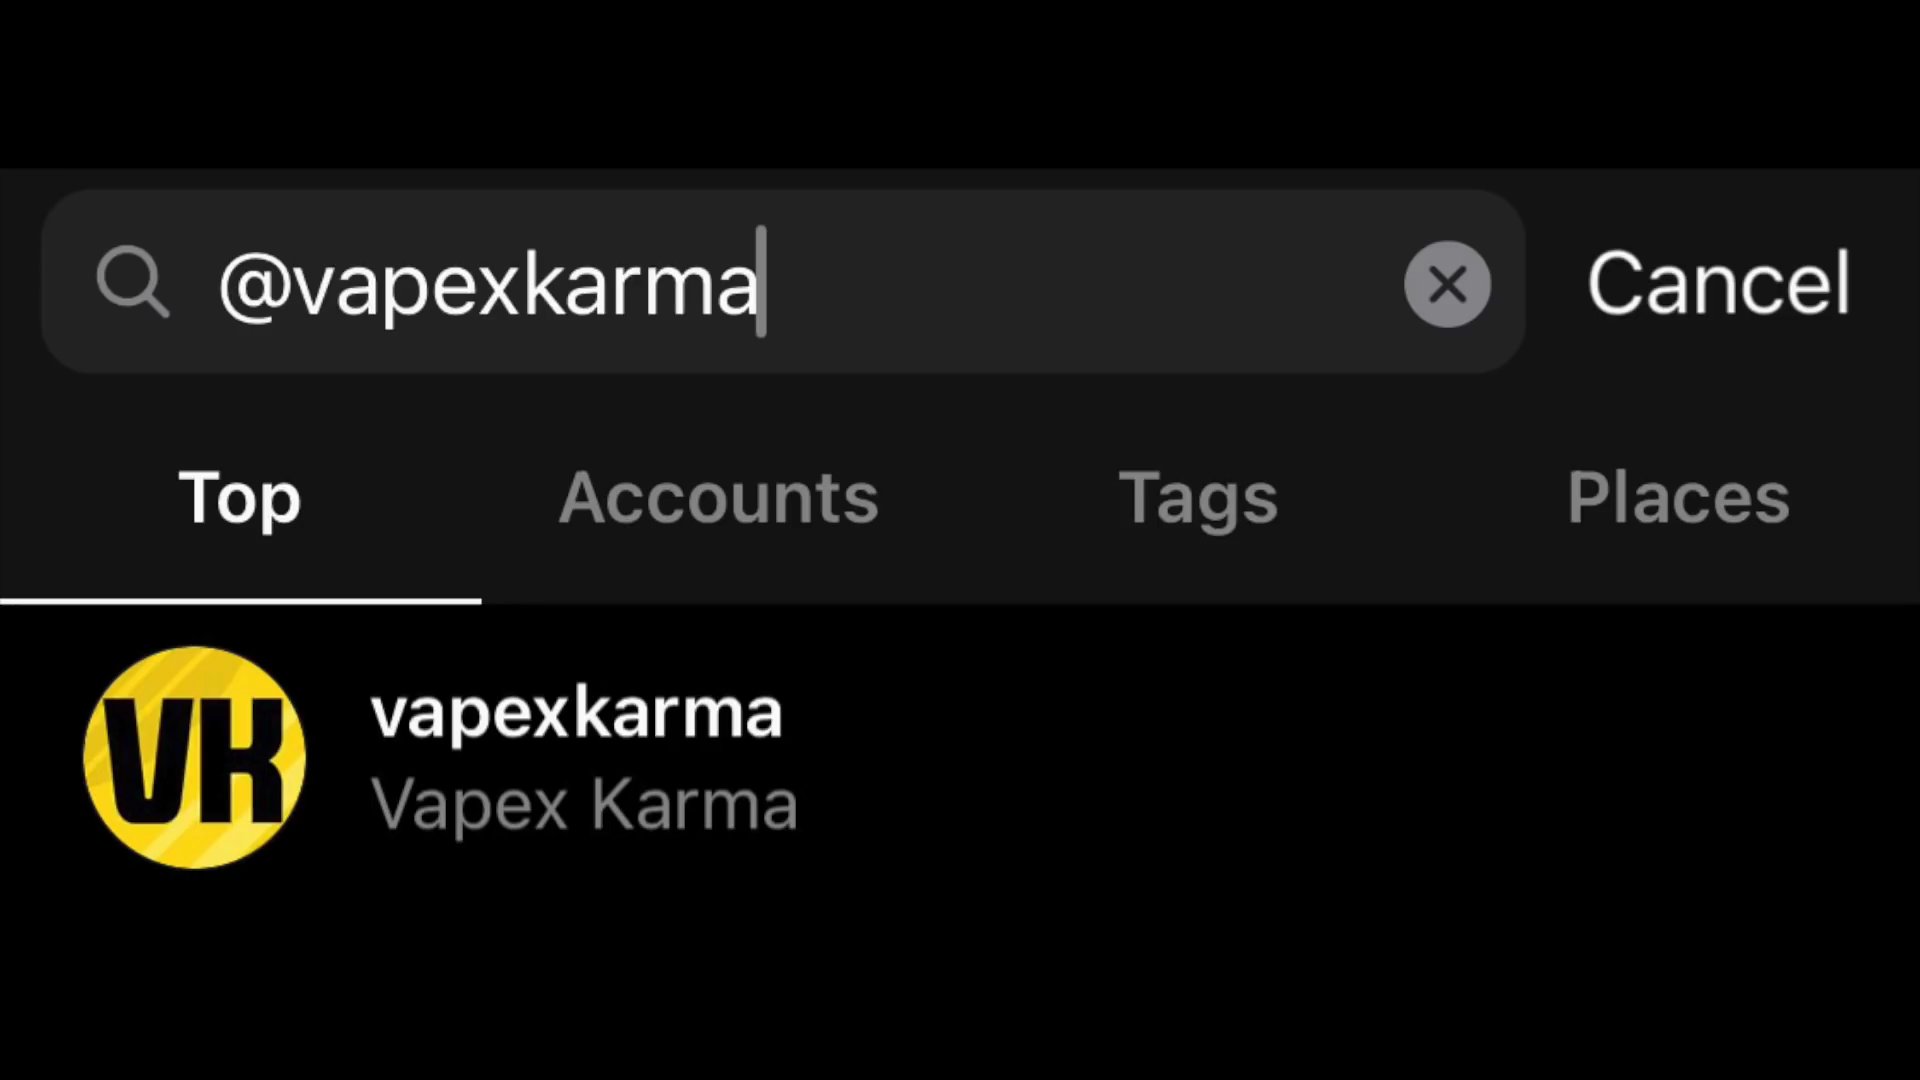 @vapexkarma
Cancel
Top
Accounts
Tags
Places
VK
vapexkarma
Vapex Karma